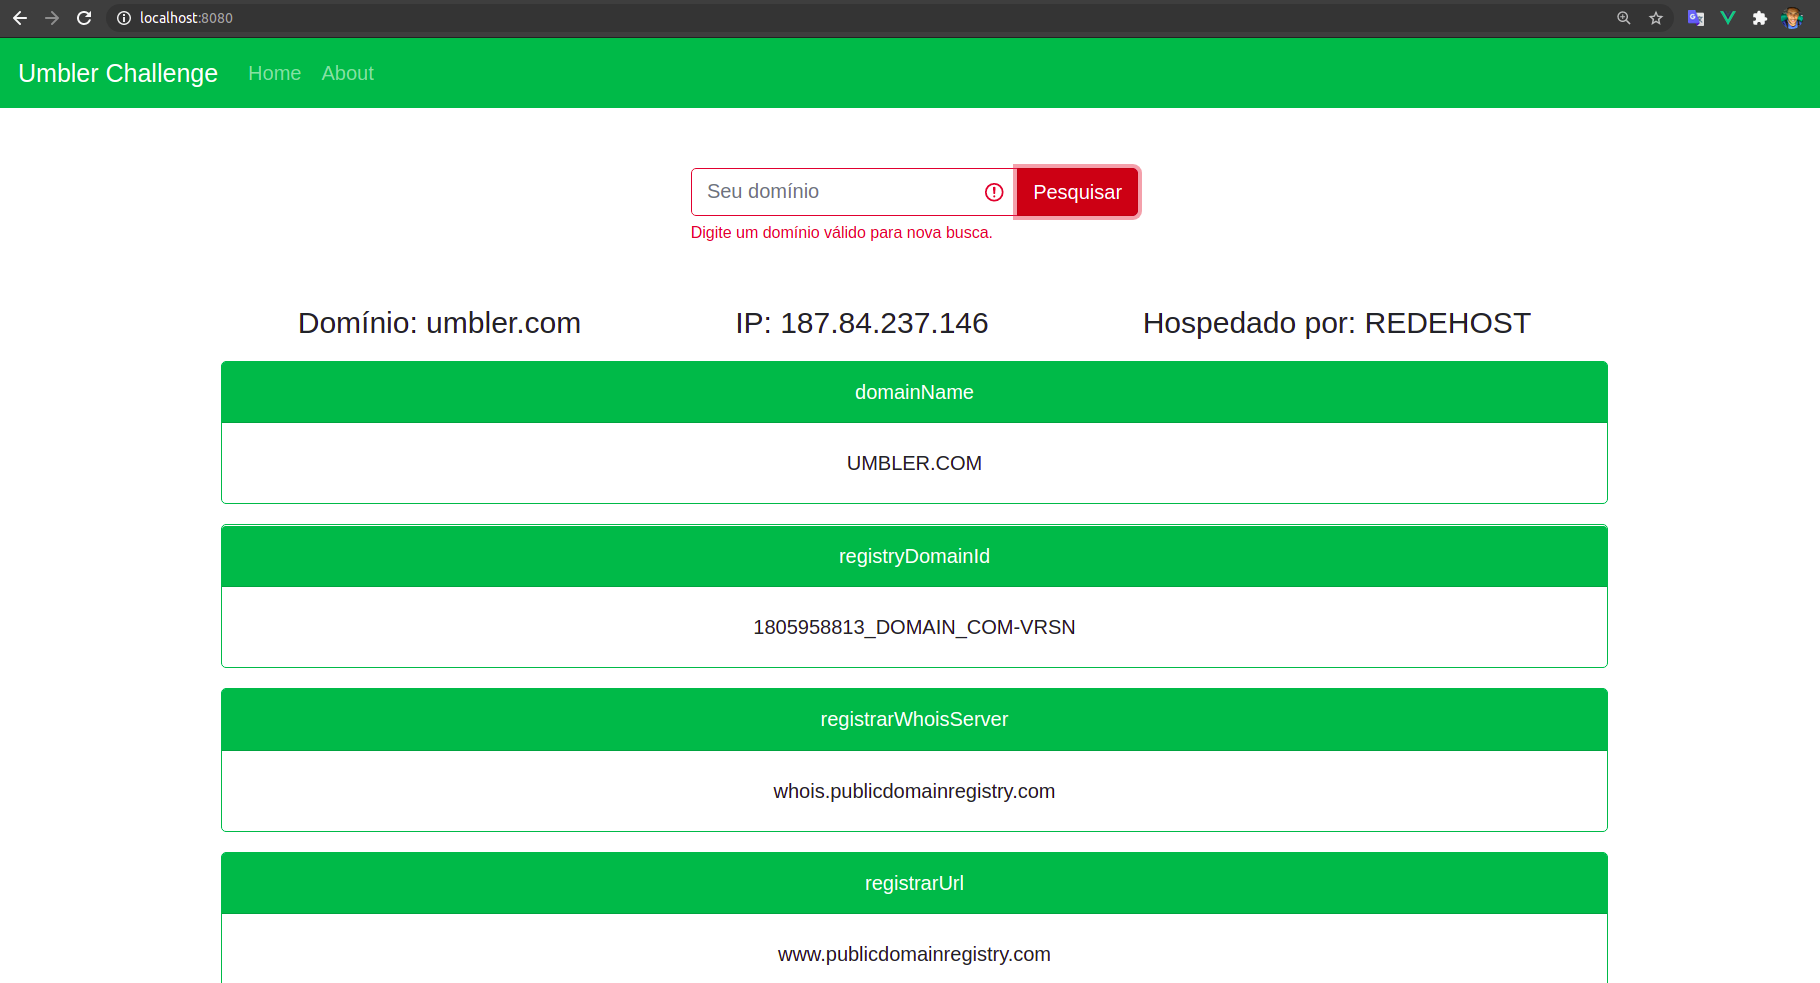 localhost:8080
Umbler Challenge Home About
Seu domínio Pesquisar
Digite um domínio válido para nova busca.
Domínio: umbler.com IP: 187.84.237.146 Hospedado por: REDEHOST
domainName
UMBLER.COM
registryDomainId
1805958813_DOMAIN_COM-VRSN
registrarWhoisServer
whois.publicdomainregistry.com
registrarUrl
www.publicdomainregistry.com